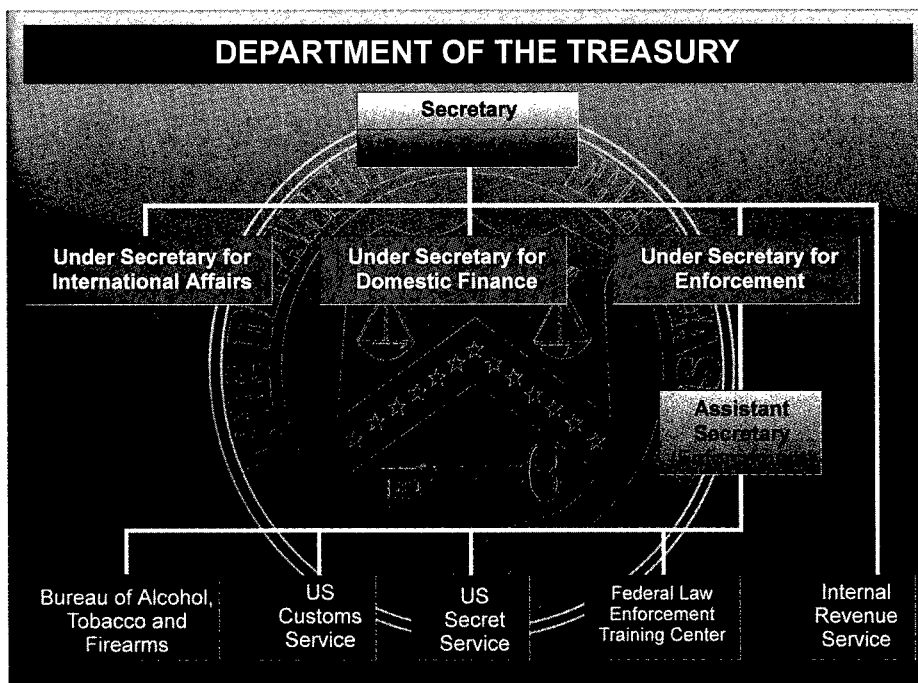 DEPARTMENT OF THE TREASURY
Secretary
Under Secretary for
International Affairs
Under Secretary for
Domestic Finance
Under Secretary for
Enforcement
Assistant
Secretary
Bureau of Alcohol,
Tobacco and
Firearms
US
Customs
Service
US
Secret
Service
Federal Law
Enforcement
Training Center
Internal
Revenue
Service